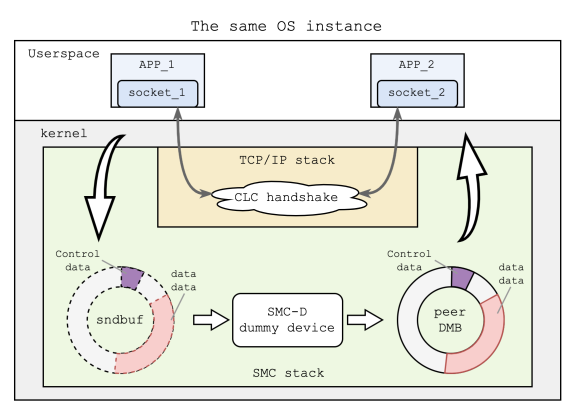 The same OS instance
Userspace
APP_1
APP_2
socket_1
socket_2
kernel
TCP/IP stack
CLC handshake
Control
data
data
data
Control
data
data
data
sndbuf
SMC-D
dummy device
peer
DMB
SMC stack